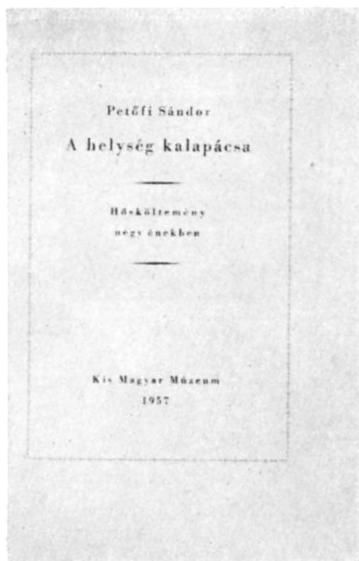 Petőfi Sándor
A helység kalapácsa
Hősköltemény
négy énekben
Kis Magyar Múzeum
1957